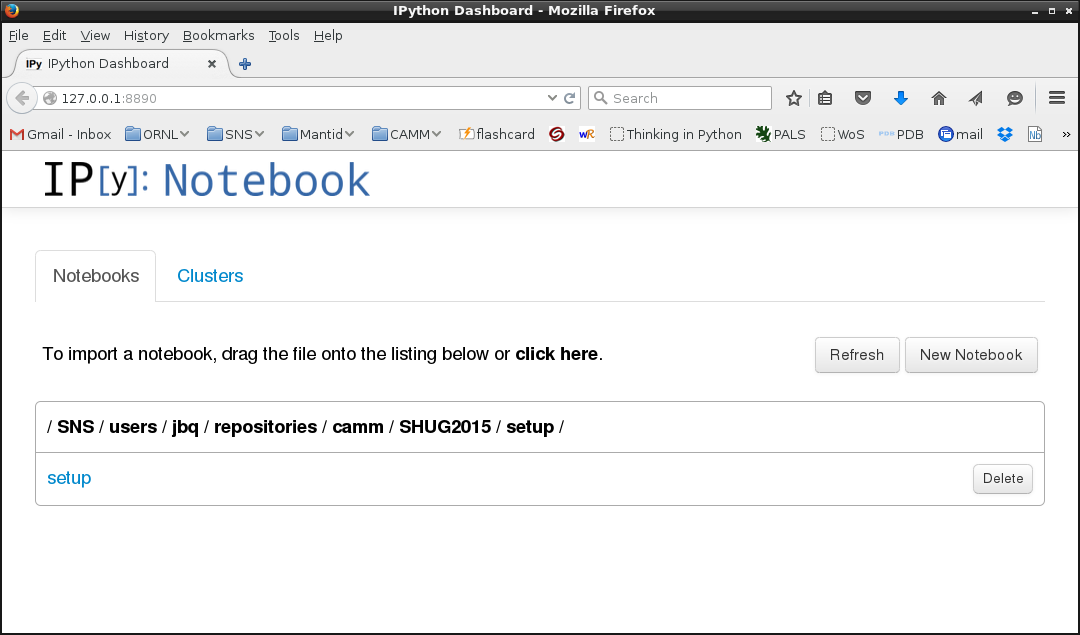 IPython Dashboard - Mozilla Firefox
File Edit View History Bookmarks Tools Help
IPy IPython Dashboard
127.0.0.1:8890 Search
Gmail - Inbox ORNL SNS Mantid CAMM flashcard wR Thinking in Python PALS WoS PDB PDB mail Nb »
IP[y]: Notebook
Notebooks Clusters
To import a notebook, drag the file onto the listing below or click here. Refresh New Notebook
/ SNS / users / jbq / repositories / camm / SHUG2015 / setup /
setup Delete